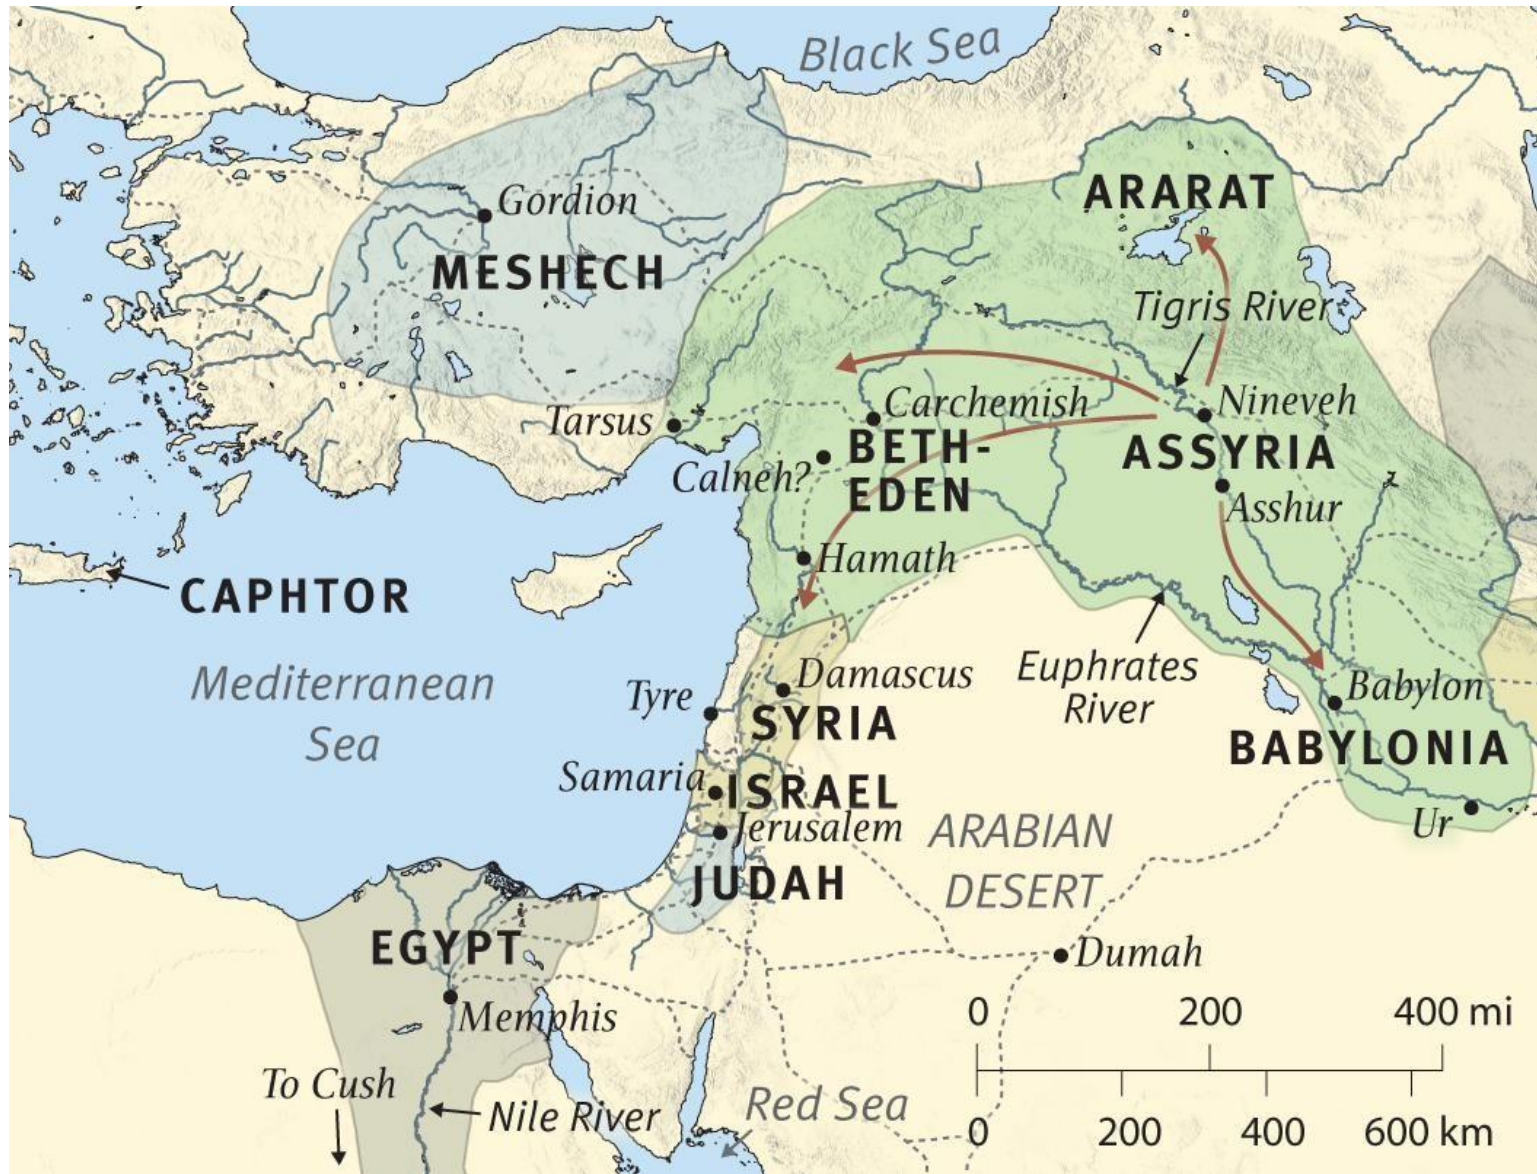 Black Sea
ARARAT
Gordion
MESHECH
Tigris River
Tarsus
Carchemish
Nineveh
BETH-
EDEN
ASSYRIA
Calneh?
Asshur
Hamath
CAPHTOR
Mediterranean
Sea
Euphrates
River
Damascus
Tyre
SYRIA
Babylon
BABYLONIA
Samaria
ISRAEL
Jerusalem
Ur
ARABIAN
DESERT
JUDAH
EGYPT
Dumah
Memphis
0 200 400 mi
To Cush
Nile River
Red Sea
0 200 400 600 km